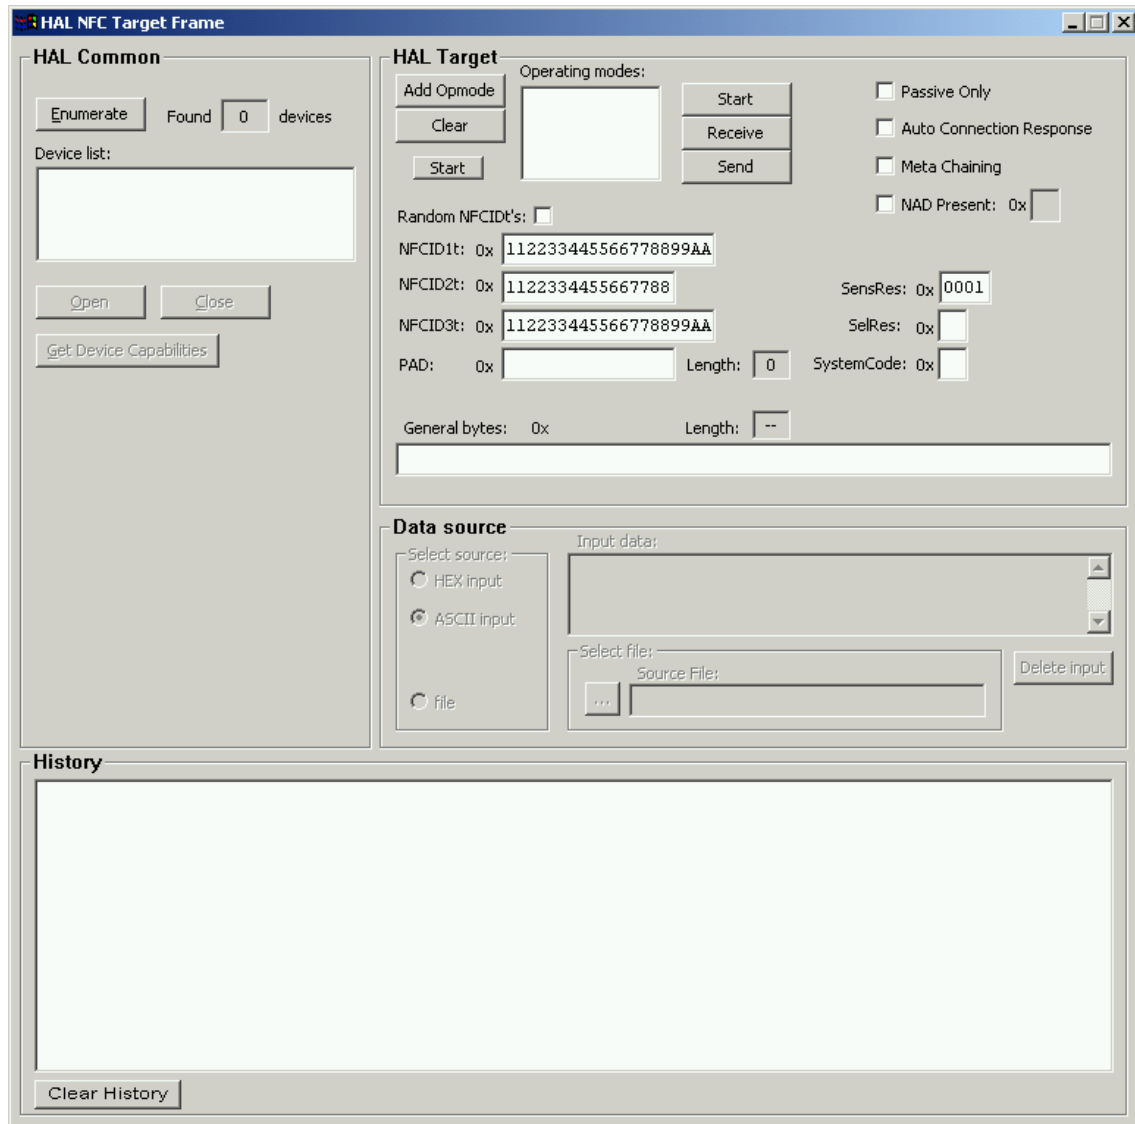 HAL NFC Target Frame
HAL Common
Enumerate Found 0 devices
Device list:
Open Close
Get Device Capabilities
HAL Target
Add Opmode
Clear
Start
Operating modes:
Start
Receive
Send
Passive Only
Auto Connection Response
Meta Chaining
NAD Present: 0x
Random NFCIDt's:
NFCID1t: 0x 112233445566778899AA
NFCID2t: 0x 1122334455667788
NFCID3t: 0x 112233445566778899AA
PAD: 0x Length: 0
SensRes: 0x 0001
SelRes: 0x
SystemCode: 0x
General bytes: 0x Length: --
Data source
Select source:
HEX input
ASCII input
file
Input data:
Select file:
Source File:
...
Delete input
History
Clear History